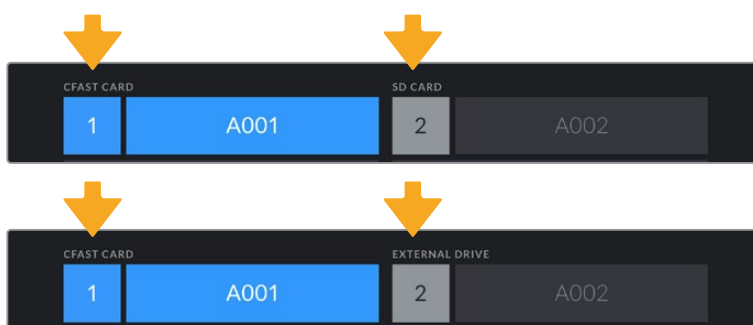 CFAST CARD SD CARD
1 A001 2 A002
CFAST CARD EXTERNAL DRIVE
1 A001 2 A002